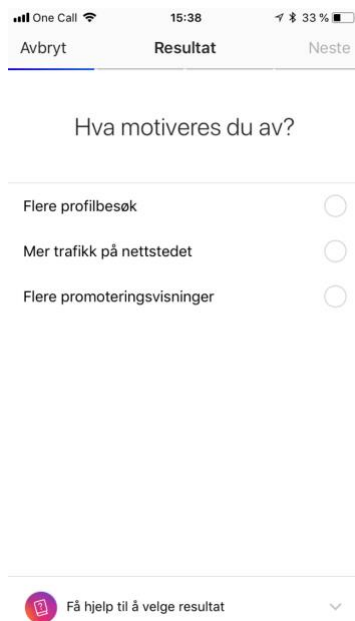 One Call 15:38 33 %
Avbryt Resultat Neste
Hva motiveres du av?
Flere profilbesøk
Mer trafikk på nettstedet
Flere promoteringsvisninger
Få hjelp til å velge resultat